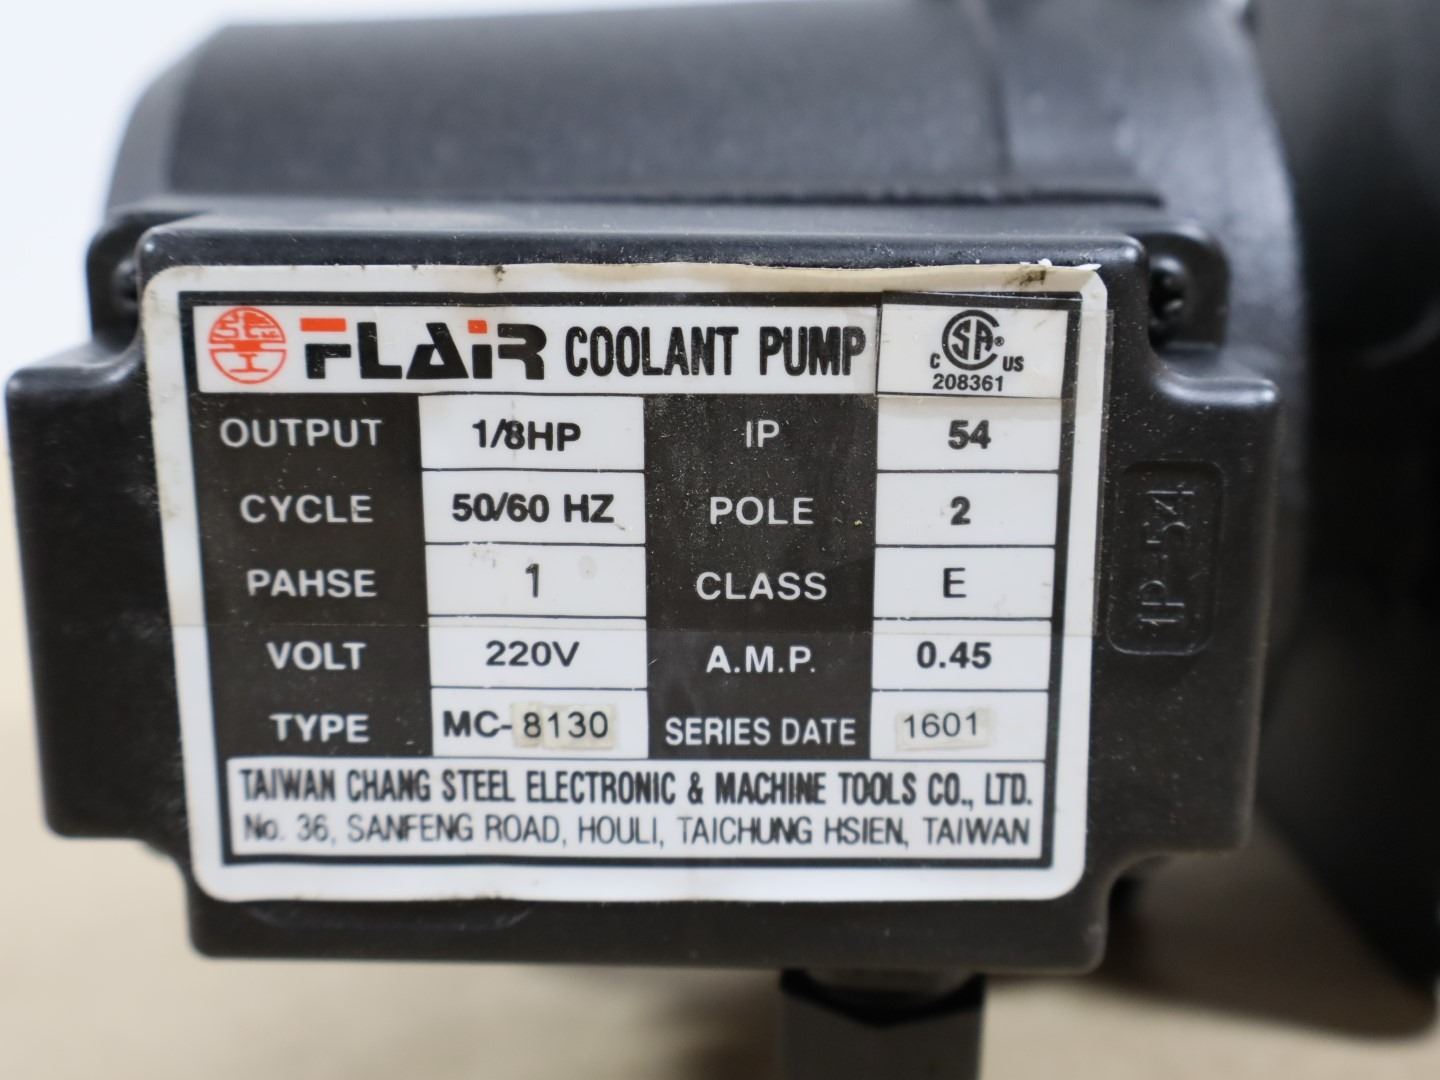 FLAIR COOLANT PUMP
C SA® US
208361
OUTPUT 1/8HP IP 54
CYCLE 50/60 HZ POLE 2
PAHSE 1 CLASS E
VOLT 220V A.M.P. 0.45
TYPE MC-8130 SERIES DATE 1601
TAIWAN CHANG STEEL ELECTRONIC & MACHINE TOOLS CO., LTD.
No. 36, SANFENG ROAD, HOULI, TAICHUNG HSIEN, TAIWAN
IP-54